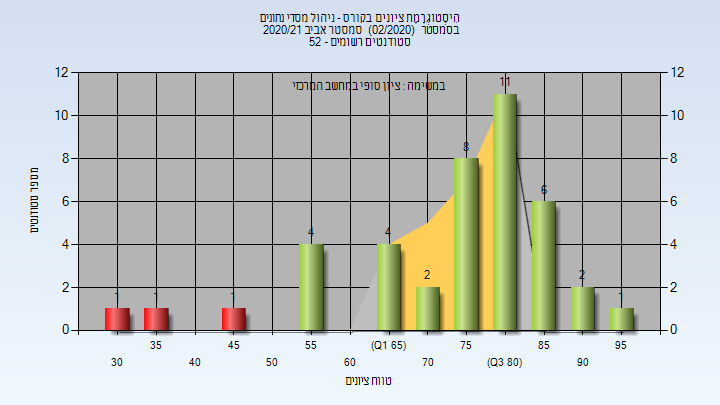 היסטוגרמת ציונים בקורס - ניהול מסדי נתונים
בסמסטר (02/2020) סמסטר אביב 2020/21
סטודנטים רשומים - 52
במשימה : ציון סופי במחשב המרכזי
12 12
10 10
8 8
6 6
4 4
2 2
0 0
1 1 1 4 4 2 8 11 6 2 1
מספר סטודנטים
35 45 55 (Q1 65) 75 85 95
30 40 50 60 70 (Q3 80) 90
טווח ציונים